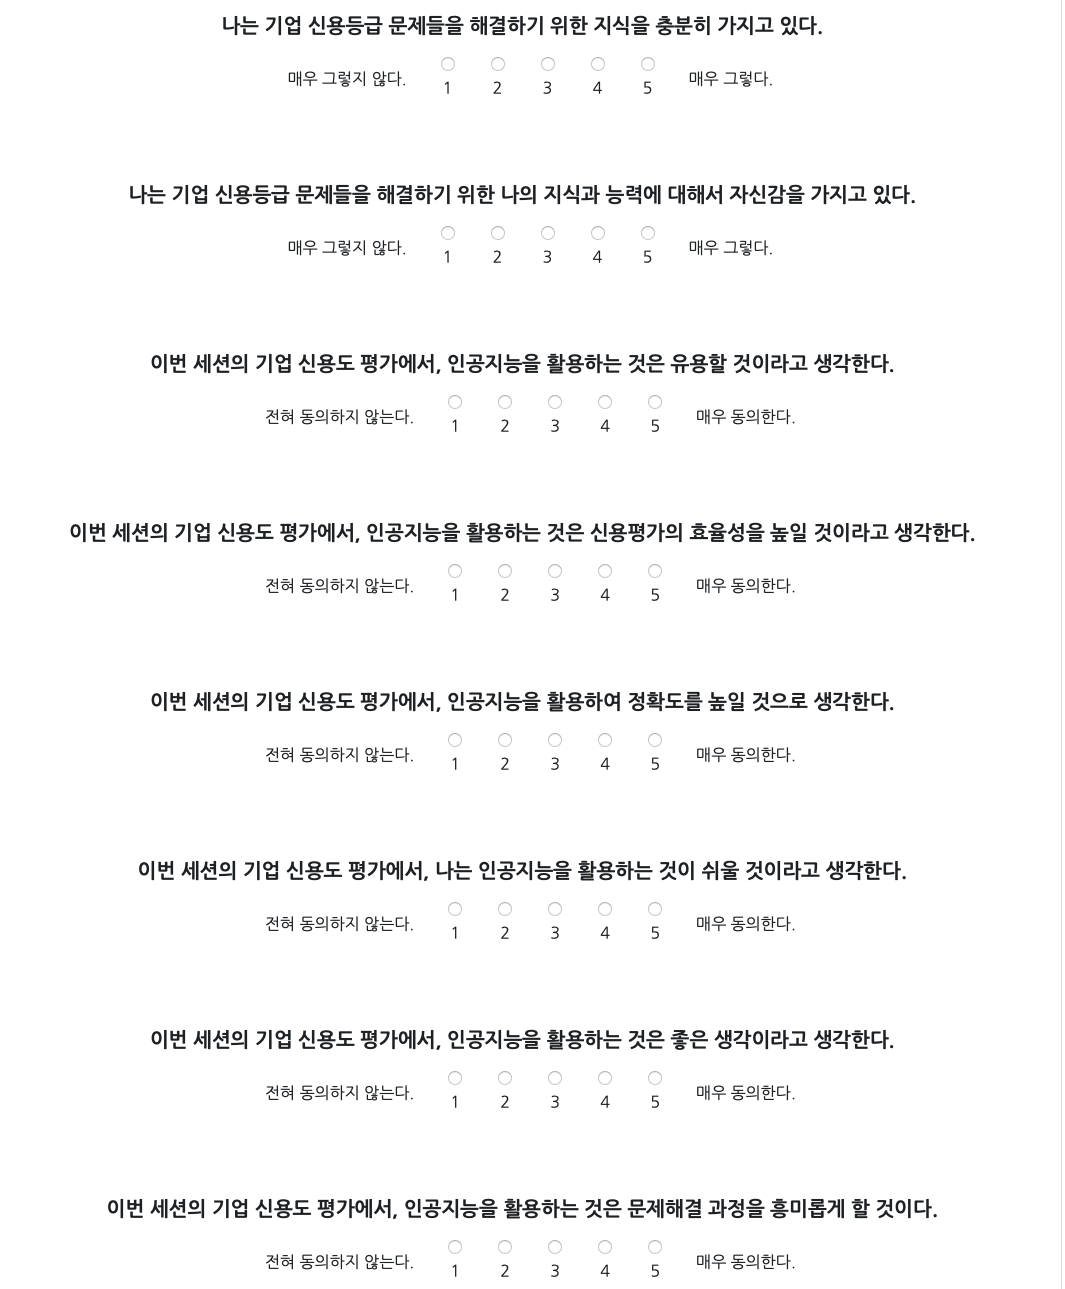 나는 기업 신용등급 문제들을 해결하기 위한 지식을 충분히 가지고 있다.
매우 그렇지 않다. 1 2 3 4 5 매우 그렇다.
나는 기업 신용등급 문제들을 해결하기 위한 나의 지식과 능력에 대해서 자신감을 가지고 있다.
매우 그렇지 않다. 1 2 3 4 5 매우 그렇다.
이번 세션의 기업 신용도 평가에서, 인공지능을 활용하는 것은 유용할 것이라고 생각한다.
전혀 동의하지 않는다. 1 2 3 4 5 매우 동의한다.
이번 세션의 기업 신용도 평가에서, 인공지능을 활용하는 것은 신용평가의 효율성을 높일 것이라고 생각한다.
전혀 동의하지 않는다. 1 2 3 4 5 매우 동의한다.
이번 세션의 기업 신용도 평가에서, 인공지능을 활용하여 정확도를 높일 것으로 생각한다.
전혀 동의하지 않는다. 1 2 3 4 5 매우 동의한다.
이번 세션의 기업 신용도 평가에서, 나는 인공지능을 활용하는 것이 쉬울 것이라고 생각한다.
전혀 동의하지 않는다. 1 2 3 4 5 매우 동의한다.
이번 세션의 기업 신용도 평가에서, 인공지능을 활용하는 것은 좋은 생각이라고 생각한다.
전혀 동의하지 않는다. 1 2 3 4 5 매우 동의한다.
이번 세션의 기업 신용도 평가에서, 인공지능을 활용하는 것은 문제해결 과정을 흥미롭게 할 것이다.
전혀 동의하지 않는다. 1 2 3 4 5 매우 동의한다.